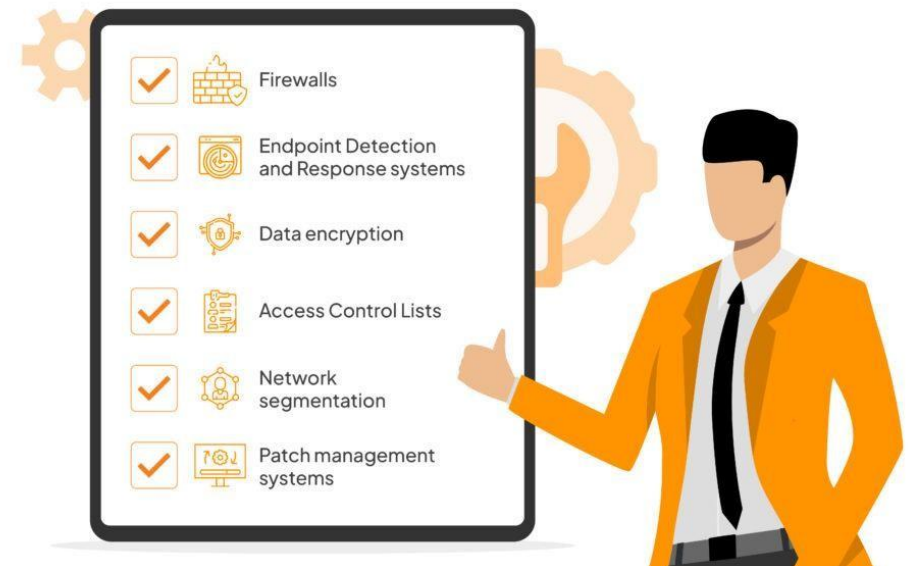 Firewalls
Endpoint Detection
and Response systems
Data encryption
Access Control Lists
Network
segmentation
Patch management
systems